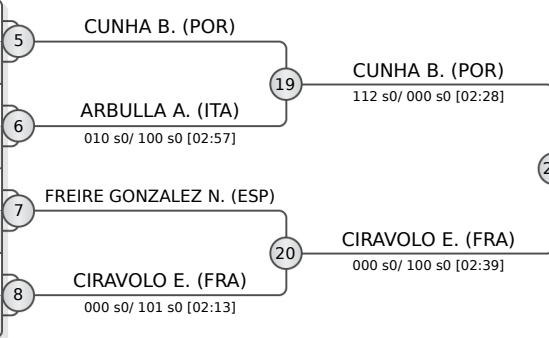 5
CUNHA B. (POR)
19
CUNHA B. (POR)
112 s0/ 000 s0 [02:28]
6
ARBULLA A. (ITA)
010 s0/ 100 s0 [02:57]
7
FREIRE GONZALEZ N. (ESP)
20
CIRAVOLO E. (FRA)
000 s0/ 100 s0 [02:39]
8
CIRAVOLO E. (FRA)
000 s0/ 101 s0 [02:13]